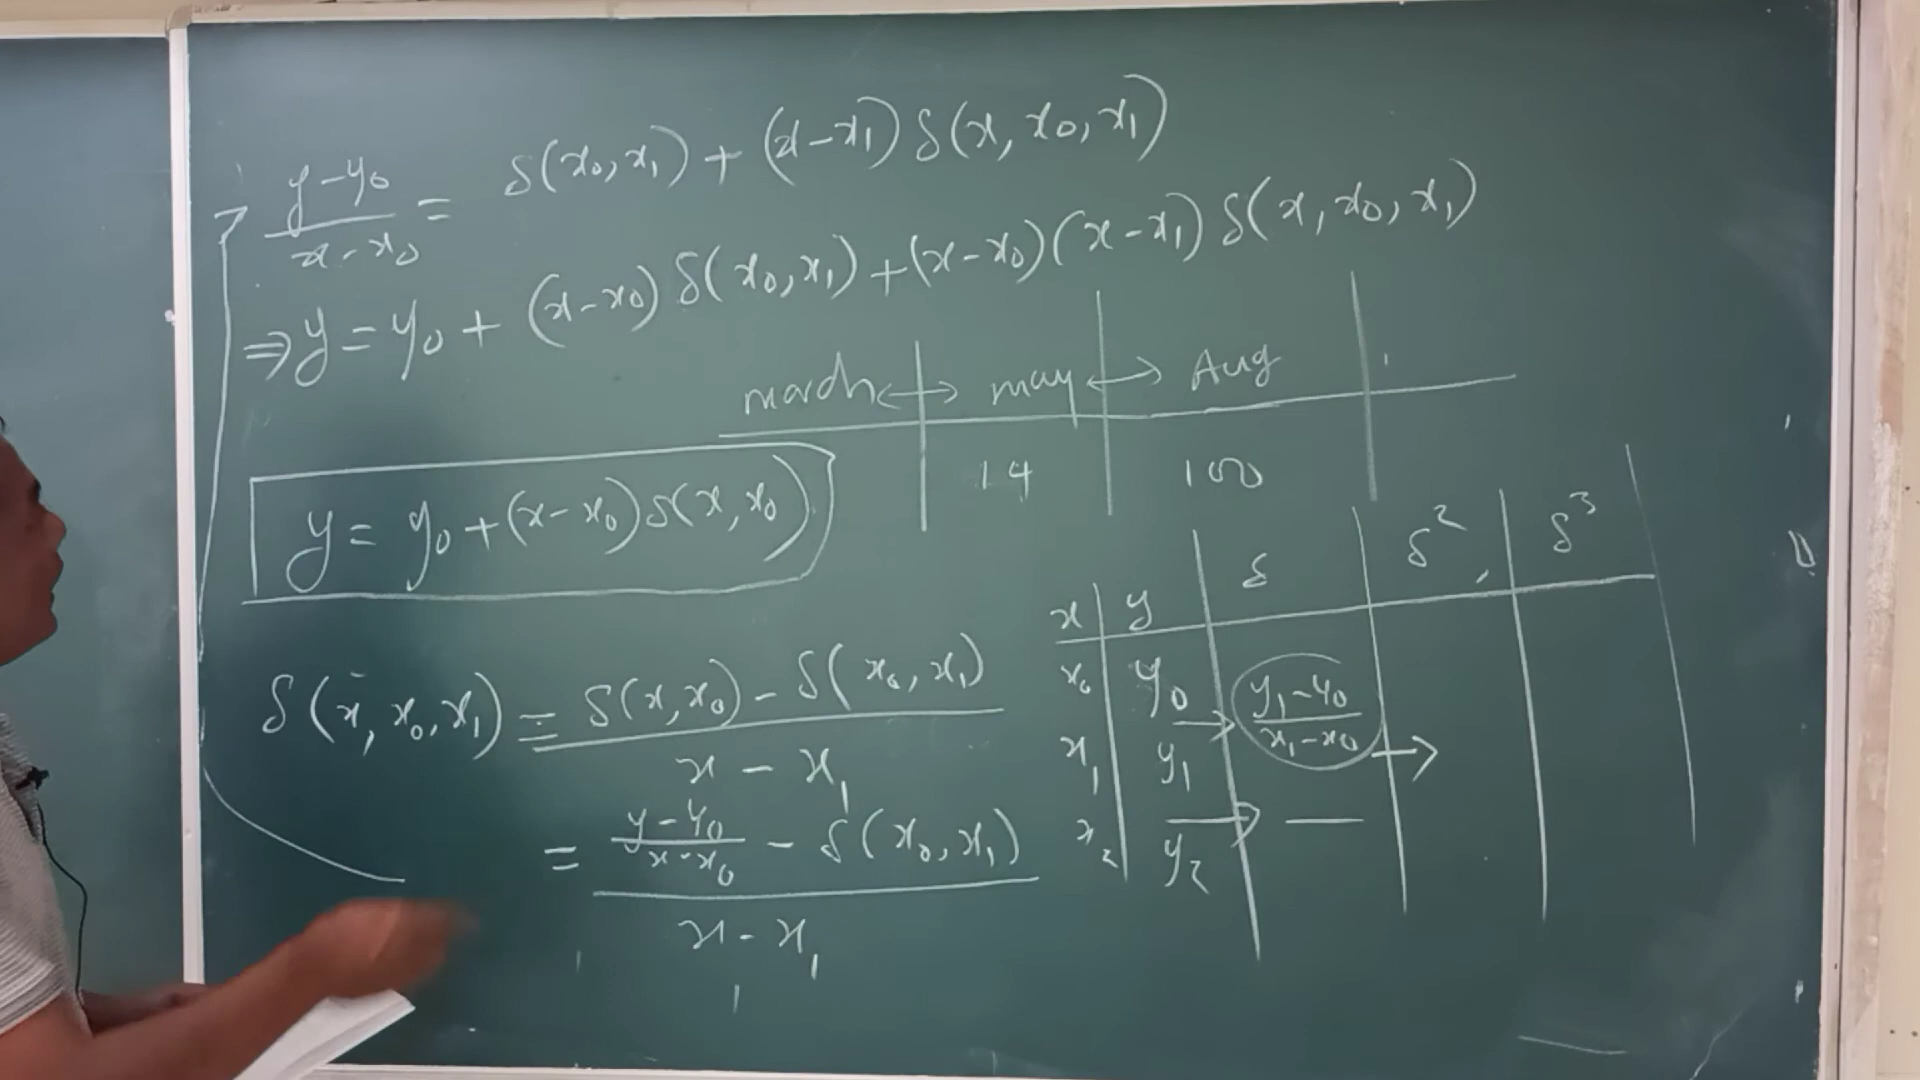 ⇒ (y-y₀)/(x-x₀) = δ(x₀, x₁) + (x-x₁) δ(x, x₀, x₁)
⇒ y = y₀ + (x-x₀) δ(x₀, x₁) + (x-x₀)(x-x₁) δ(x, x₀, x₁)
march ↔ may ↔ Aug
14 100
y = y₀ + (x-x₀) δ(x, x₀)
δ(x, x₀, x₁) = (δ(x, x₀) - δ(x₀, x₁))/(x - x₁)
= ((y-y₀)/(x-x₀) - δ(x₀, x₁))/(x - x₁)
x y δ δ² δ³
x₀ y₀ → (y₁-y₀)/(x₁-x₀) →
x₁ y₁
x₂ y₂ → —